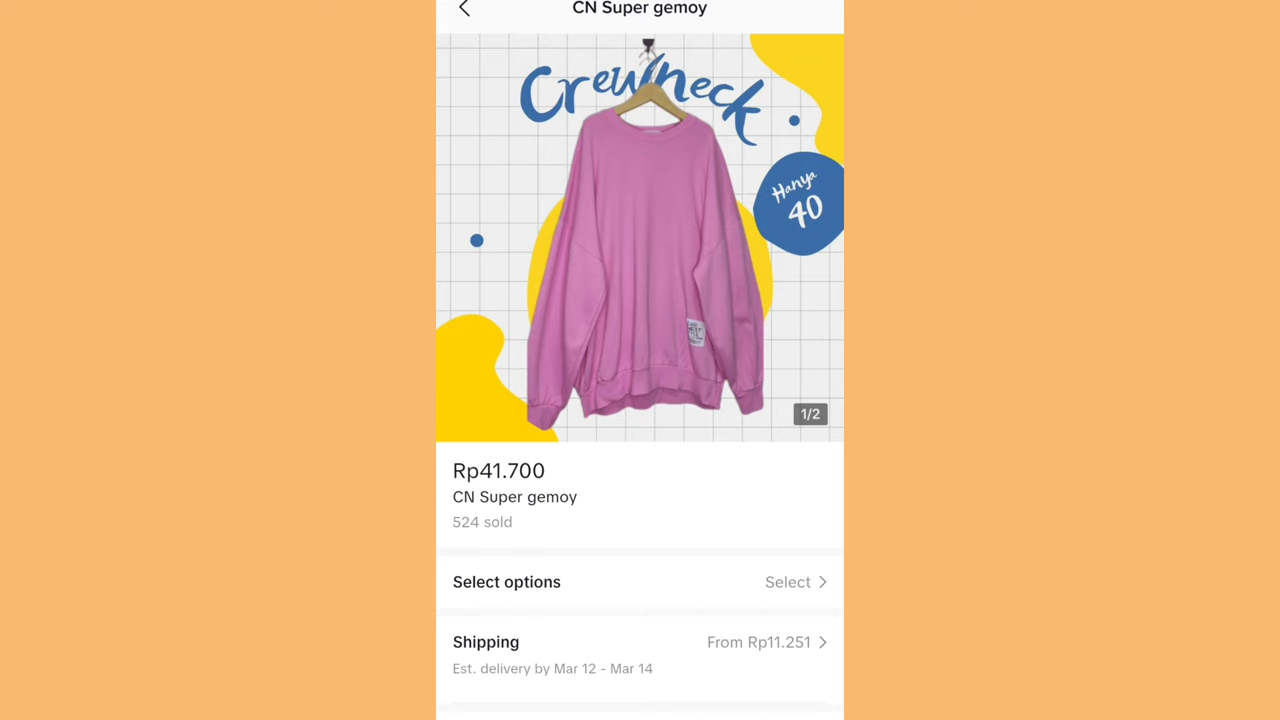 CN Super gemoy
Crewneck
Hanya
40
1/2
Rp41.700
CN Super gemoy
524 sold
Select options
Select
Shipping
From Rp11.251
Est. delivery by Mar 12 - Mar 14